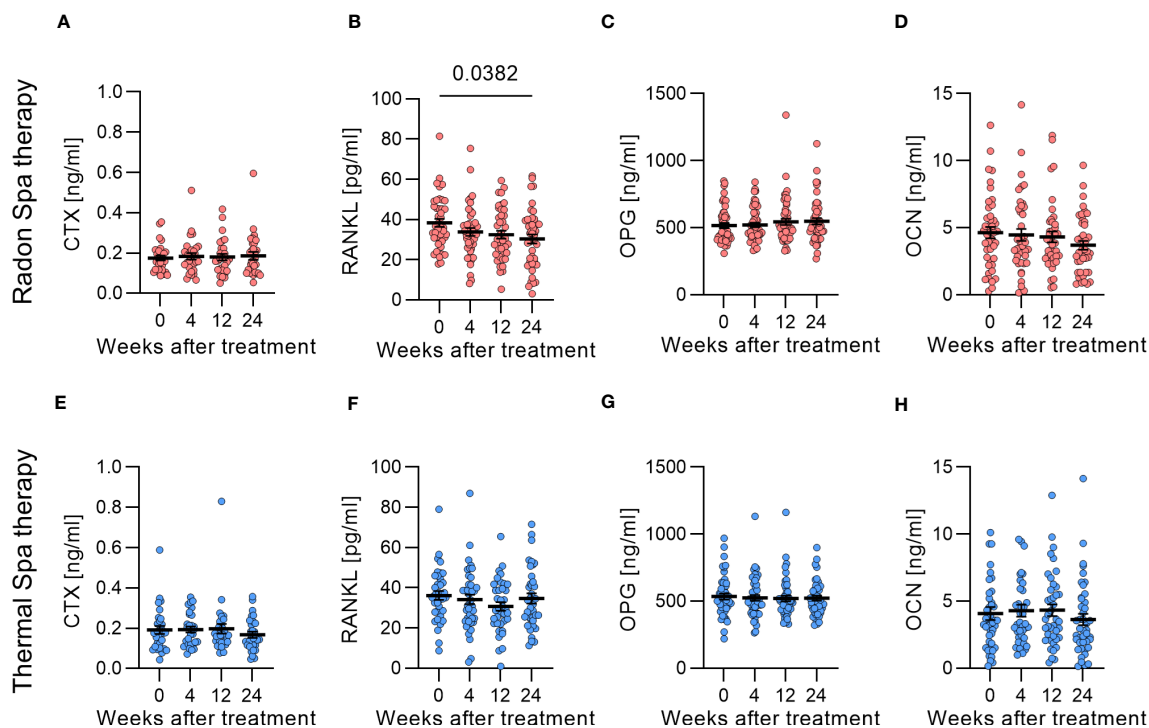 A
B
C
D
Radon Spa therapy
0.0382
CTX [ng/ml]
1.0
0.8
0.6
0.4
0.2
0.0
0 4 12 24
Weeks after treatment
RANKL [pg/ml]
100
80
60
40
20
0
0 4 12 24
Weeks after treatment
OPG [ng/ml]
1500
1000
500
0
0 4 12 24
Weeks after treatment
OCN [ng/ml]
15
10
5
0
0 4 12 24
Weeks after treatment
E
F
G
H
Thermal Spa therapy
CTX [ng/ml]
1.0
0.8
0.6
0.4
0.2
0.0
0 4 12 24
Weeks after treatment
RANKL [pg/ml]
100
80
60
40
20
0
0 4 12 24
Weeks after treatment
OPG [ng/ml]
1500
1000
500
0
0 4 12 24
Weeks after treatment
OCN [ng/ml]
15
10
5
0
0 4 12 24
Weeks after treatment